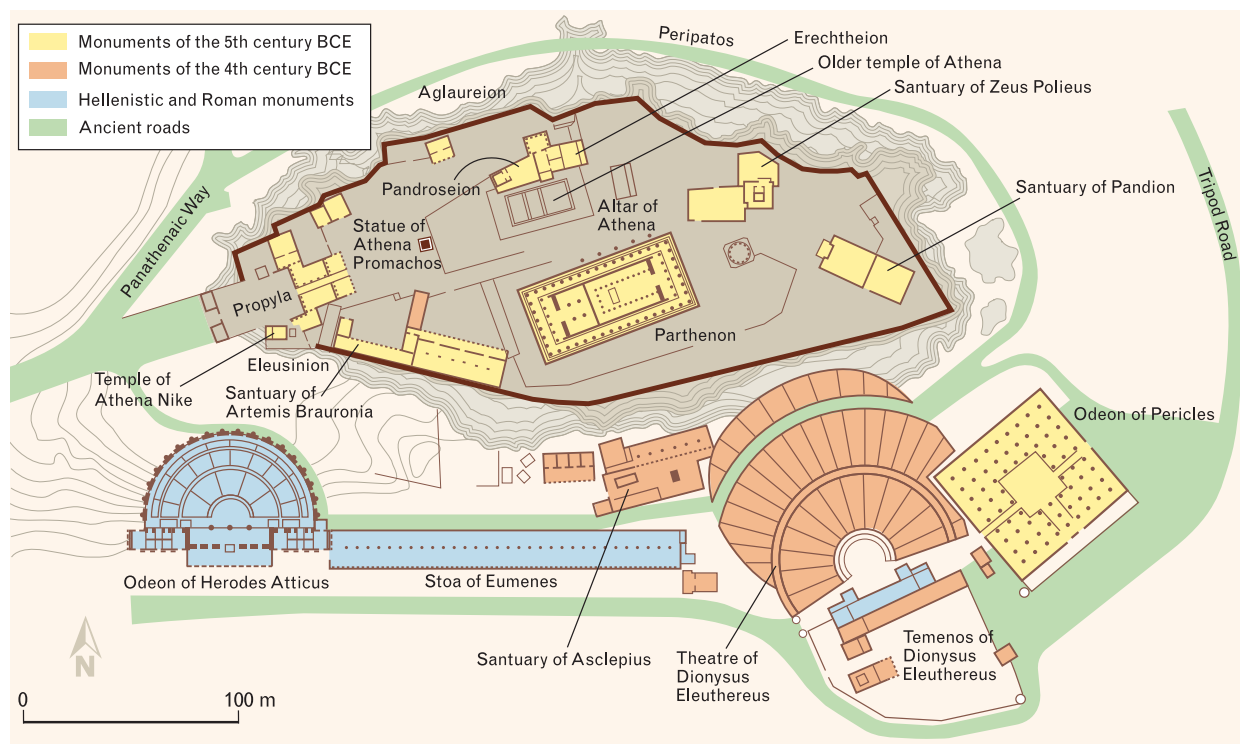 Monuments of the 5th century BCE
Monuments of the 4th century BCE
Hellenistic and Roman monuments
Ancient roads
Peripatos
Erechtheion
Older temple of Athena
Santuary of Zeus Polieus
Aglaureion
Pandroseion
Santuary of Pandion
Tripod Road
Panathenaic Way
Statue of
Athena
Promachos
Altar of
Athena
Propyla
Parthenon
Eleusinion
Temple of
Athena Nike
Santuary of
Artemis Brauronia
Odeon of Pericles
Odeon of Herodes Atticus
Stoa of Eumenes
Santuary of Asclepius
Theatre of
Dionysus
Eleuthereus
Temenos of
Dionysus
Eleuthereus
N
0 100 m